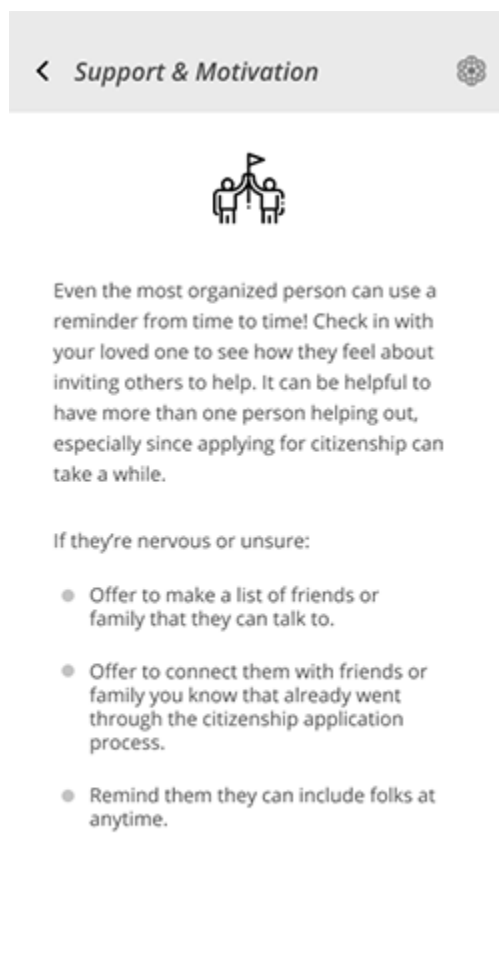 Support & Motivation
Even the most organized person can use a
reminder from time to time! Check in with
your loved one to see how they feel about
inviting others to help. It can be helpful to
have more than one person helping out,
especially since applying for citizenship can
take a while.
If they're nervous or unsure:
Offer to make a list of friends or
family that they can talk to.
Offer to connect them with friends or
family you know that already went
through the citizenship application
process.
Remind them they can include folks at
anytime.